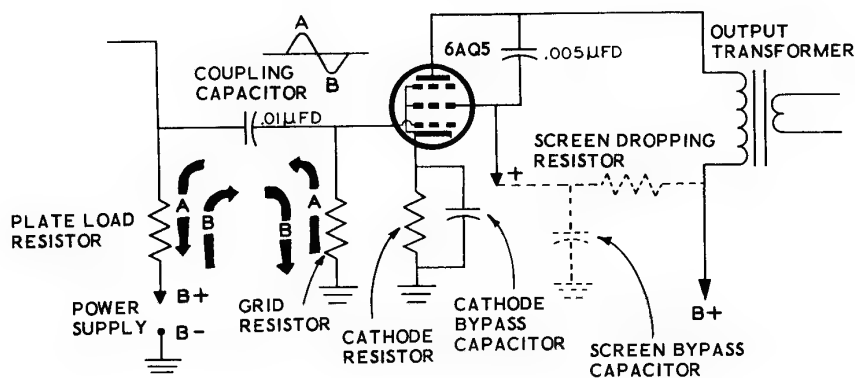 A
B
6AQ5
.005µFD
OUTPUT
TRANSFORMER
COUPLING
CAPACITOR
.01µFD
SCREEN DROPPING
RESISTOR
+
PLATE LOAD
RESISTOR
A
B
B
A
POWER
SUPPLY
B+
B-
GRID
RESISTOR
CATHODE
RESISTOR
CATHODE
BYPASS
CAPACITOR
SCREEN BYPASS
CAPACITOR
B+